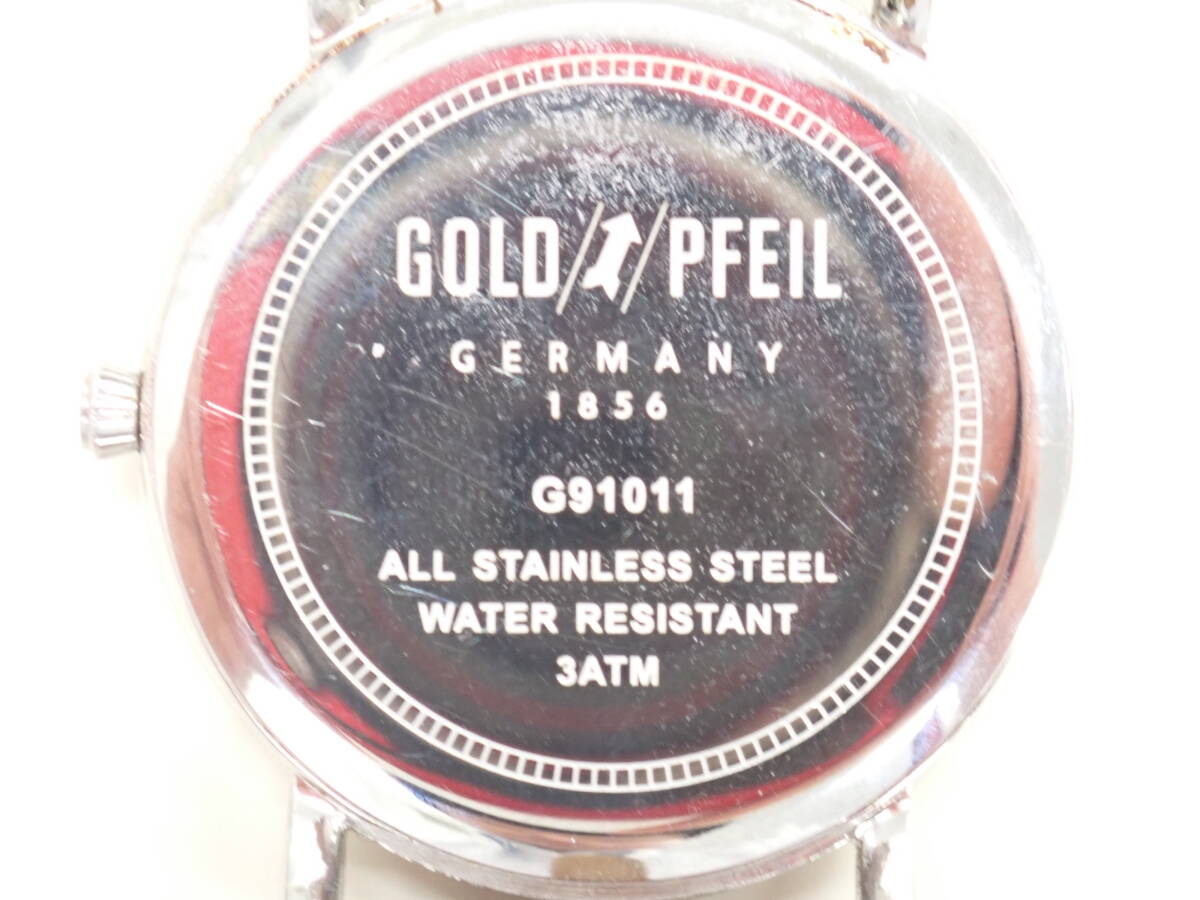 GOLD PFEIL
GERMANY
1856
G91011
ALL STAINLESS STEEL
WATER RESISTANT
3ATM